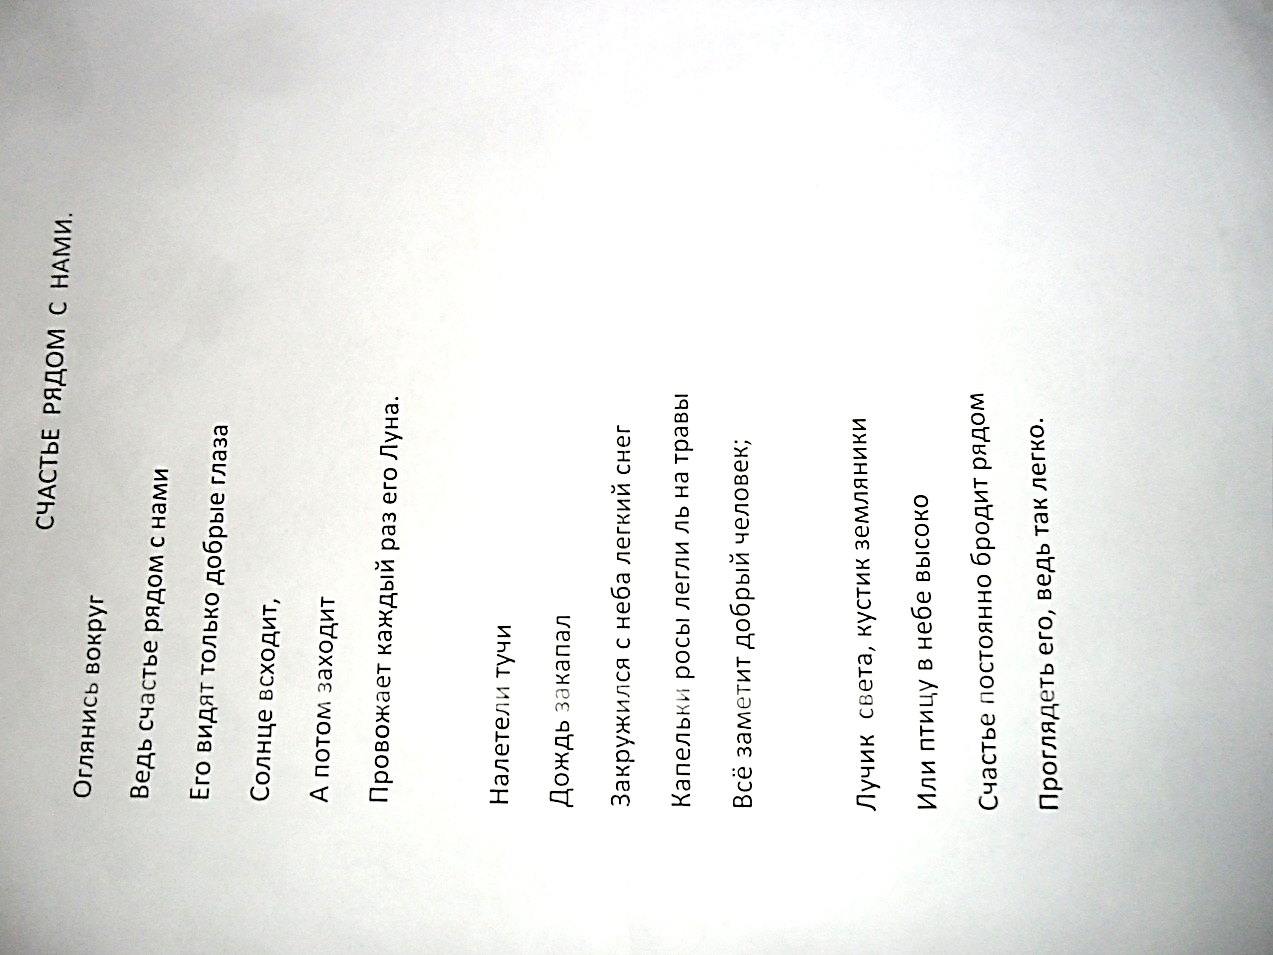 СЧАСТЬЕ РЯДОМ С НАМИ.
Оглянись вокруг
Ведь счастье рядом с нами
Его видят только добрые глаза
Солнце всходит,
А потом заходит
Провожает каждый раз его Луна.
Налетели тучи
Дождь закапал
Закружился с неба легкий снег
Капельки росы легли ль на травы
Всё заметит добрый человек;
Лучик света, кустик земляники
Или птицу в небе высоко
Счастье постоянно бродит рядом
Проглядеть его, ведь так легко.